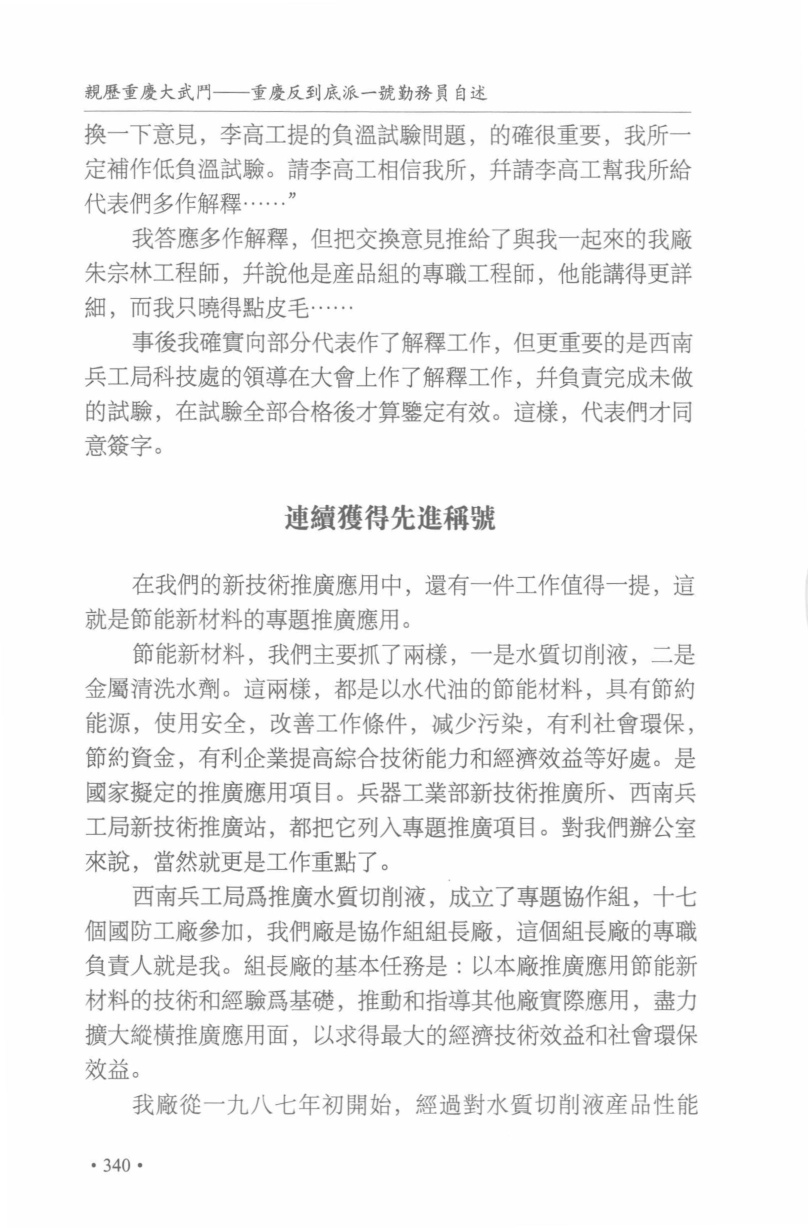 親歷重慶大武鬥——重慶反到底派一號勤務員自述
換一下意見，李高工提的負溫試驗問題，的確很重要，我所一
定補作低負溫試驗。請李高工相信我所，幷請李高工幫我所給
代表們多作解釋……”
我答應多作解釋，但把交換意見推給了與我一起來的我廠
朱宗林工程師，幷說他是産品組的專職工程師，他能講得更詳
細，而我只曉得點皮毛……
事後我確實向部分代表作了解釋工作，但更重要的是西南
兵工局科技處的領導在大會上作了解釋工作，幷負責完成未做
的試驗，在試驗全部合格後才算鑒定有效。這樣，代表們才同
意簽字。
連續獲得先進稱號
在我們的新技術推廣應用中，還有一件工作值得一提，這
就是節能新材料的專題推廣應用。
節能新材料，我們主要抓了兩樣，一是水質切削液，二是
金屬清洗水劑。這兩樣，都是以水代油的節能材料，具有節約
能源，使用安全，改善工作條件，减少污染，有利社會環保，
節約資金，有利企業提高綜合技術能力和經濟效益等好處。是
國家擬定的推廣應用項目。兵器工業部新技術推廣所、西南兵
工局新技術推廣站，都把它列入專題推廣項目。對我們辦公室
來說，當然就更是工作重點了。
西南兵工局爲推廣水質切削液，成立了專題協作組，十七
個國防工廠參加，我們廠是協作組組長廠，這個組長廠的專職
負責人就是我。組長廠的基本任務是：以本廠推廣應用節能新
材料的技術和經驗爲基礎，推動和指導其他廠實際應用，盡力
擴大縱橫推廣應用面，以求得最大的經濟技術效益和社會環保
效益。
我廠從一九八七年初開始，經過對水質切削液産品性能
·340·